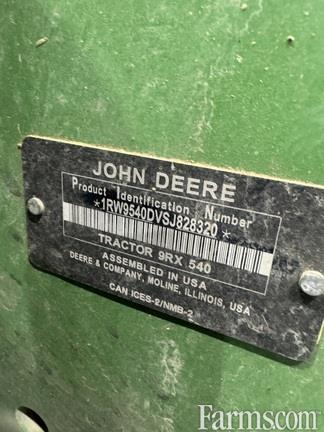 JOHN DEERE
Product Identification Number
*1RW9540DVSJ828320*
TRACTOR 9RX 540
ASSEMBLED IN USA
DEERE & COMPANY, MOLINE, ILLINOIS, USA
CAN ICES-2/NMB-2
Farms.com